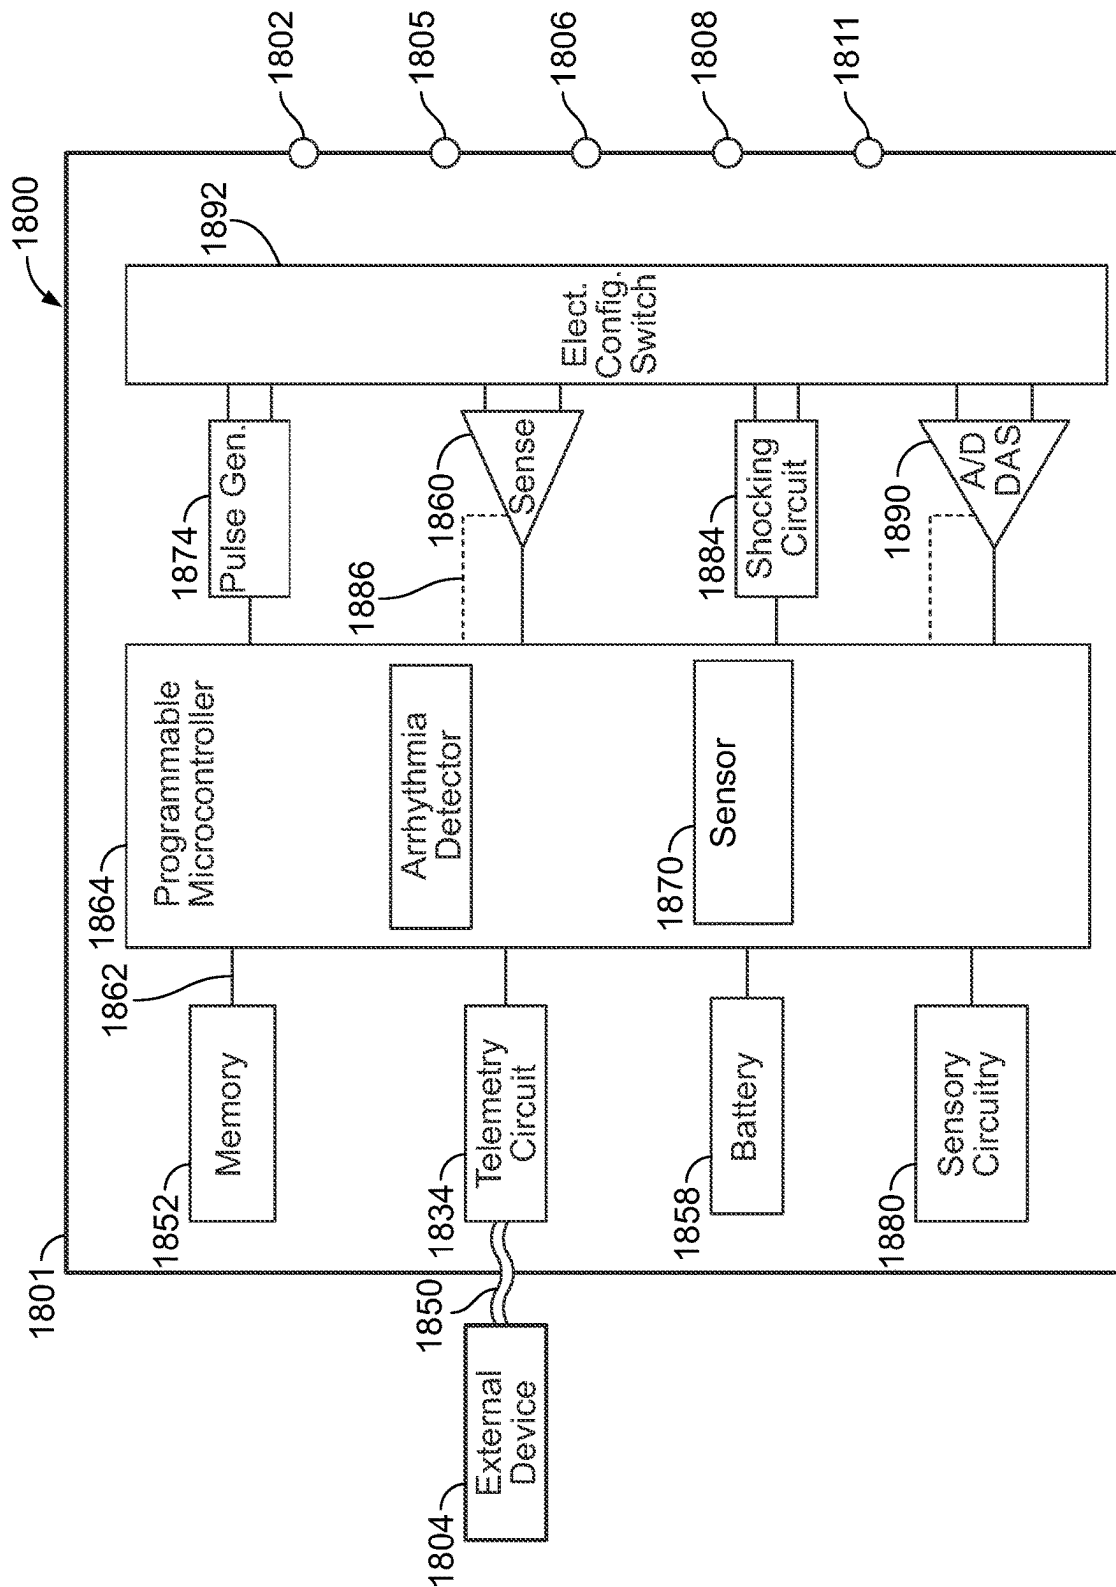 1800
1801
1802
1805
1806
1808
1811
1892
Elect.
Config.
Switch
1874
Pulse Gen.
1860
Sense
1886
1884
Shocking
Circuit
1890
A/D
DAS
1864
Programmable
Microcontroller
Arrhythmia
Detector
1870
Sensor
1862
1852
Memory
1834
Telemetry
Circuit
1858
Battery
1880
Sensory
Circuitry
1850
1804
External
Device